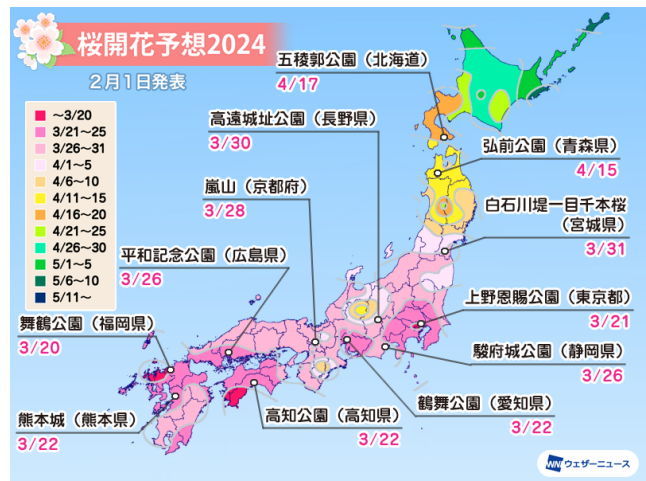 桜開花予想2024
2月1日発表
～3/20
3/21～25
3/26～31
4/1～5
4/6～10
4/11～15
4/16～20
4/21～25
4/26～30
5/1～5
5/6～10
5/11～
五稜郭公園（北海道）
4/17
高遠城址公園（長野県）
3/30
弘前公園（青森県）
4/15
嵐山（京都府）
3/28
白石川堤一目千本桜
（宮城県）
3/31
平和記念公園（広島県）
3/26
上野恩賜公園（東京都）
3/21
舞鶴公園（福岡県）
3/20
駿府城公園（静岡県）
3/26
鶴舞公園（愛知県）
3/22
熊本城（熊本県）
3/22
高知公園（高知県）
3/22
WN ウェザーニュース